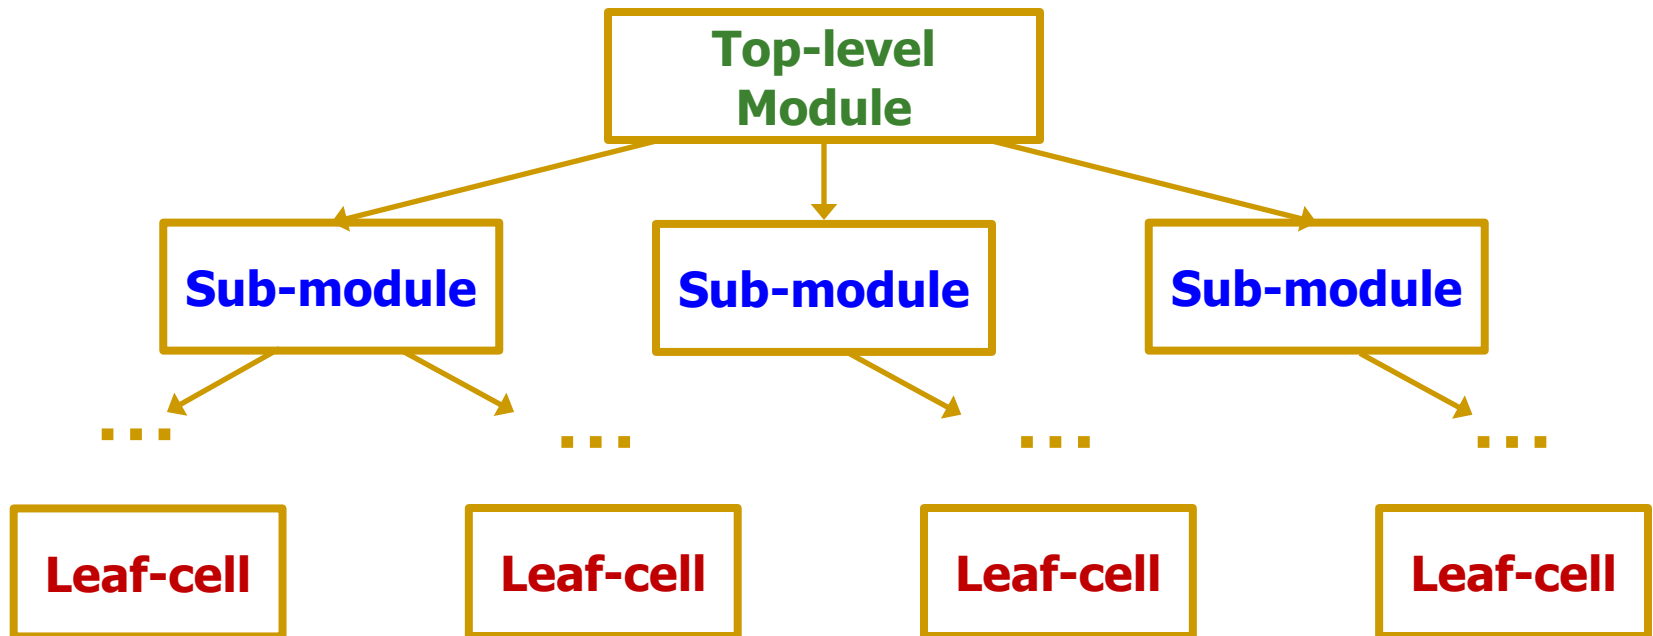 Top-level
Module
Sub-module
Sub-module
Sub-module
...
...
...
...
Leaf-cell
Leaf-cell
Leaf-cell
Leaf-cell